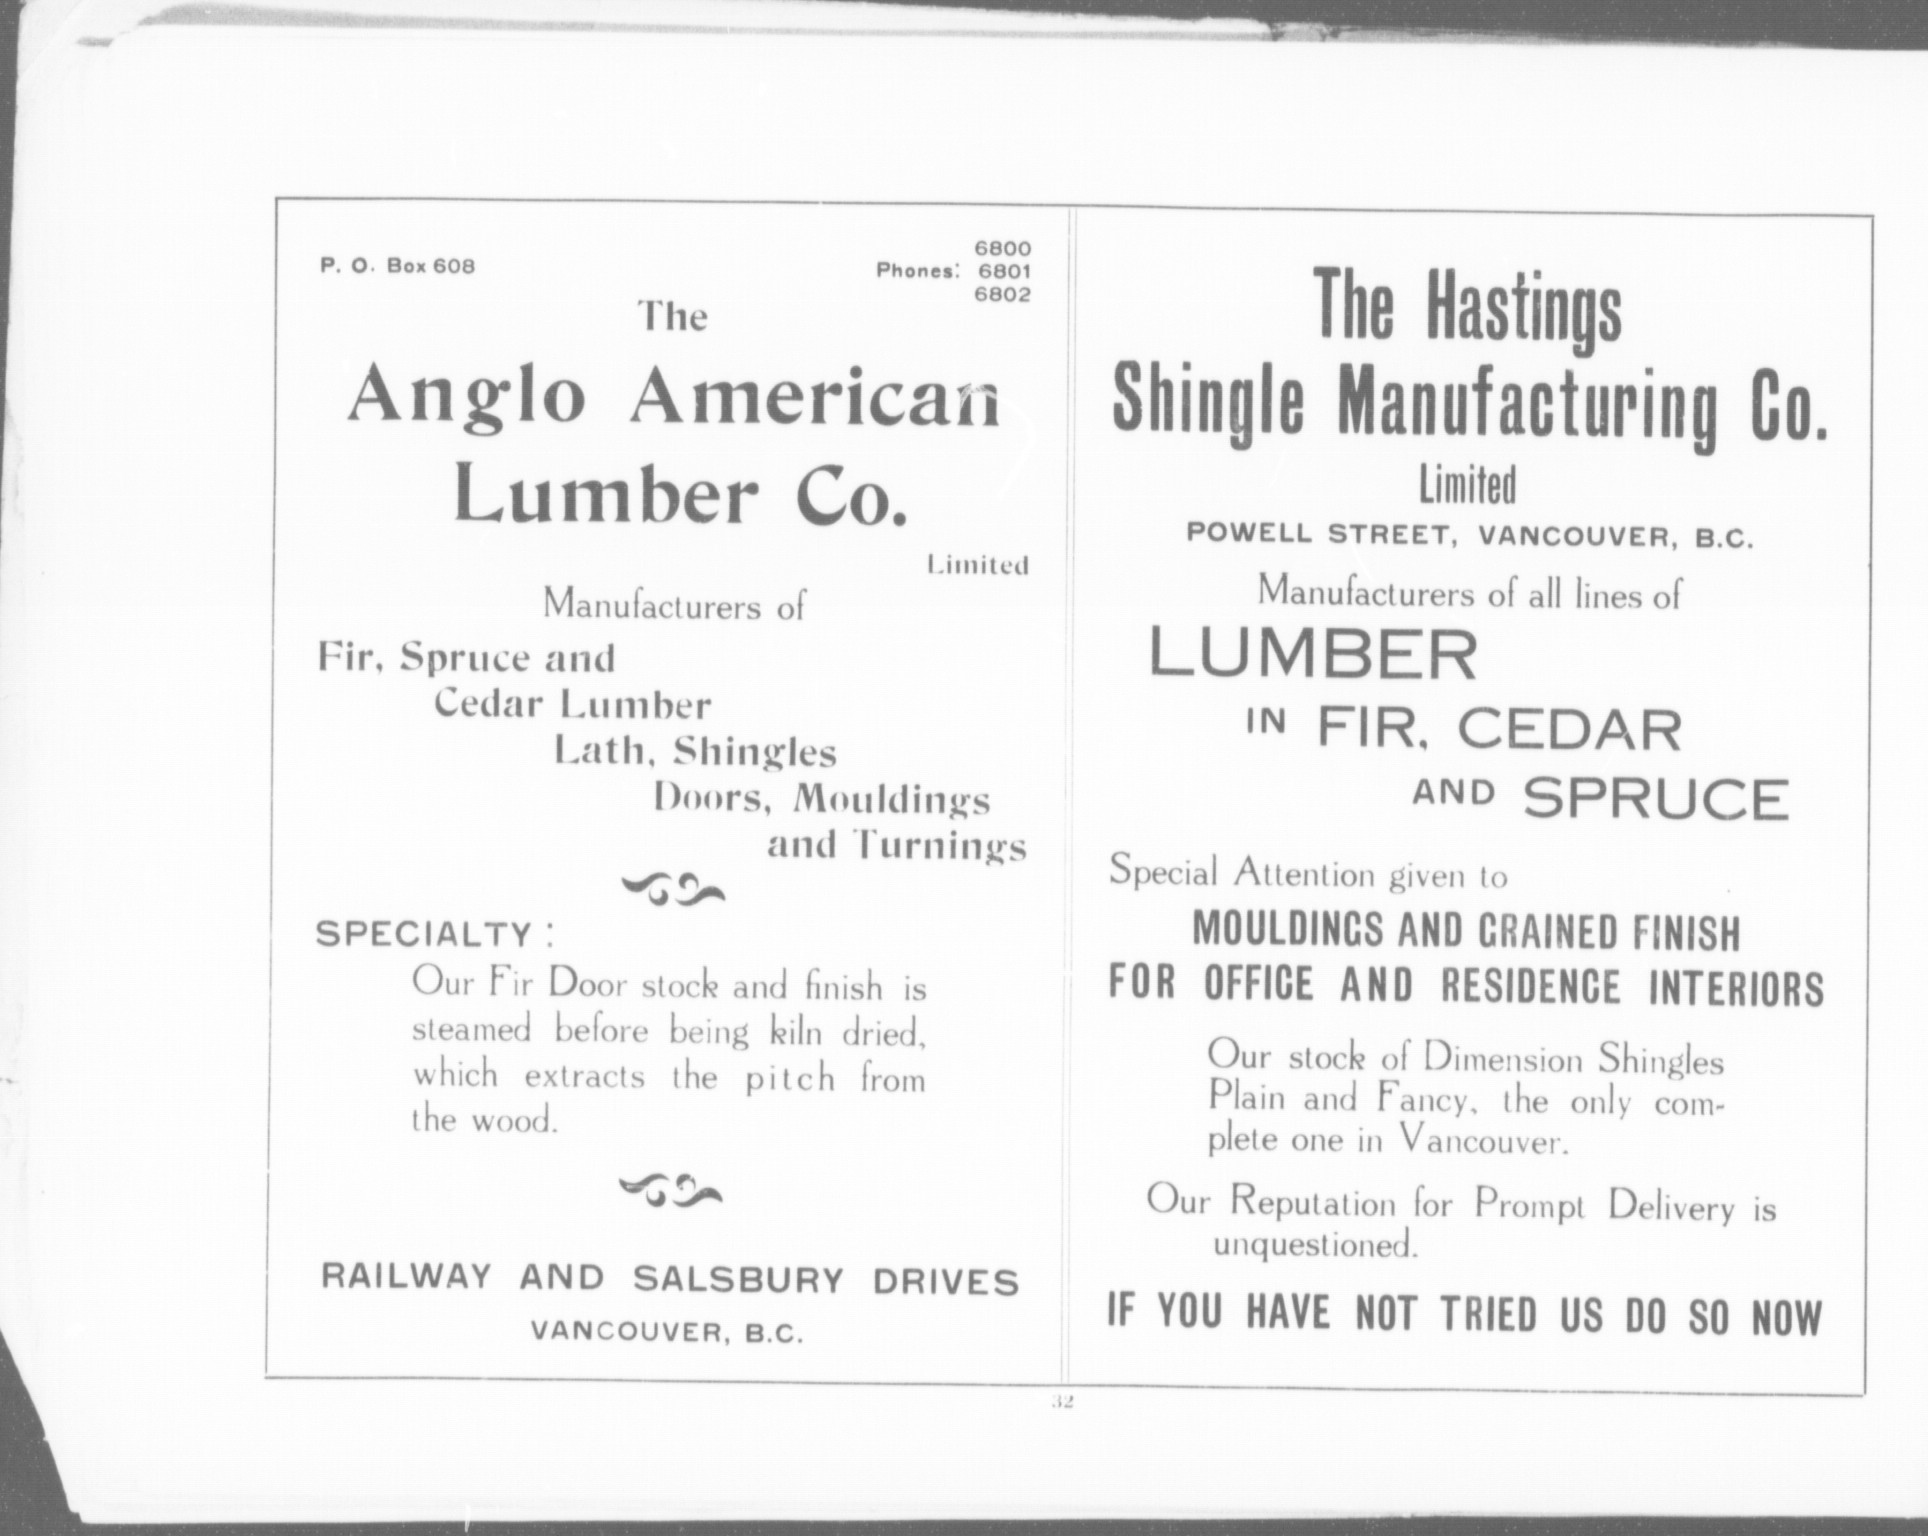 P. O. Box 608
6800
Phones: 6801
6802
The
Anglo American
Lumber Co.
Limited
Manufacturers of
Fir, Spruce and
Cedar Lumber
Lath, Shingles
Doors, Mouldings
and Turnings
SPECIALTY:
Our Fir Door stock and finish is
steamed before being kiln dried,
which extracts the pitch from
the wood.
RAILWAY AND SALSBURY DRIVES
VANCOUVER, B.C.
The Hastings
Shingle Manufacturing Co.
Limited
POWELL STREET, VANCOUVER, B.C.
Manufacturers of all lines of
LUMBER
IN FIR, CEDAR
AND SPRUCE
Special Attention given to
MOULDINGS AND GRAINED FINISH
FOR OFFICE AND RESIDENCE INTERIORS
Our stock of Dimension Shingles
Plain and Fancy, the only com-
plete one in Vancouver.
Our Reputation for Prompt Delivery is
unquestioned.
IF YOU HAVE NOT TRIED US DO SO NOW
32